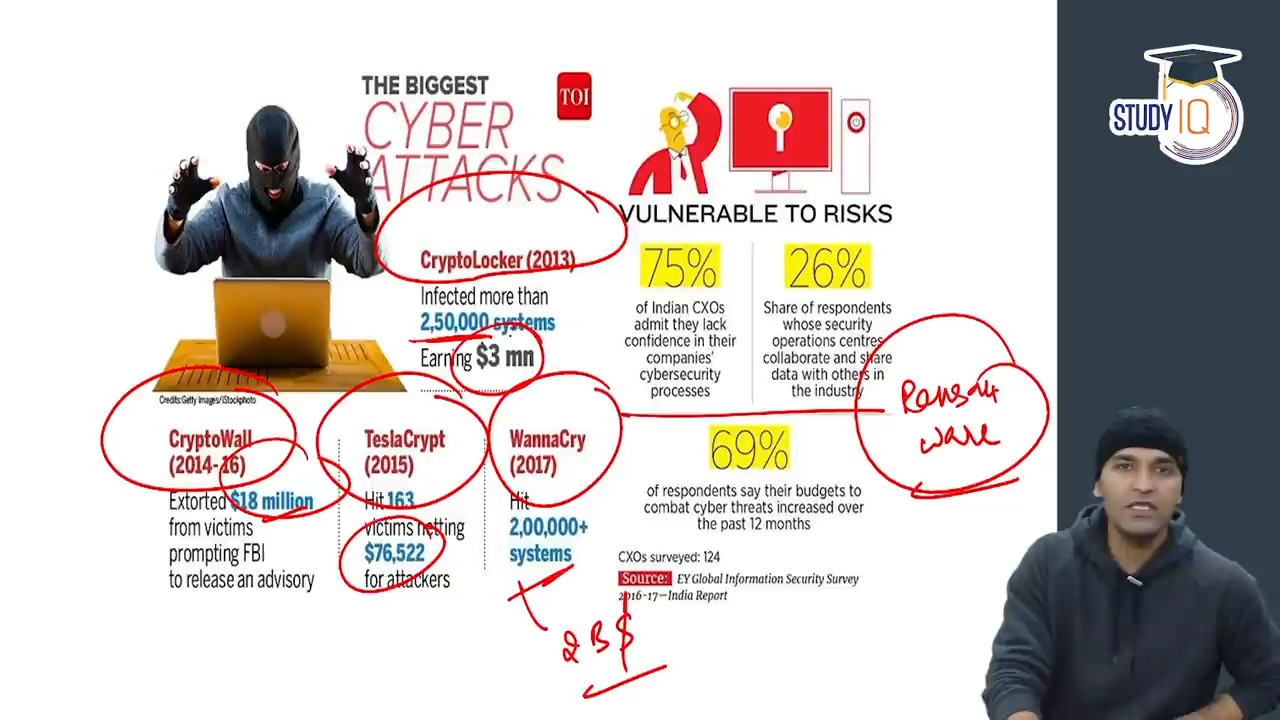 THE BIGGEST
CYBER
ATTACKS
TOI
CryptoLocker (2013)
Infected more than
2,50,000 systems
Earning $3 mn
Credits:Getty Images/iStockphoto
CryptoWall
(2014-16)
Extorted $18 million
from victims
prompting FBI
to release an advisory
TeslaCrypt
(2015)
Hit 163
victims netting
$76,522
for attackers
WannaCry
(2017)
Hit
2,00,000+
systems
2B$
VULNERABLE TO RISKS
75%
of Indian CXOs
admit they lack
confidence in their
companies'
cybersecurity
processes
26%
Share of respondents
whose security
operations centres
collaborate and share
data with others in
the industry
69%
of respondents say their budgets to
combat cyber threats increased over
the past 12 months
CXOs surveyed: 124
Source: EY Global Information Security Survey
2016-17—India Report
ware
STUDY IQ